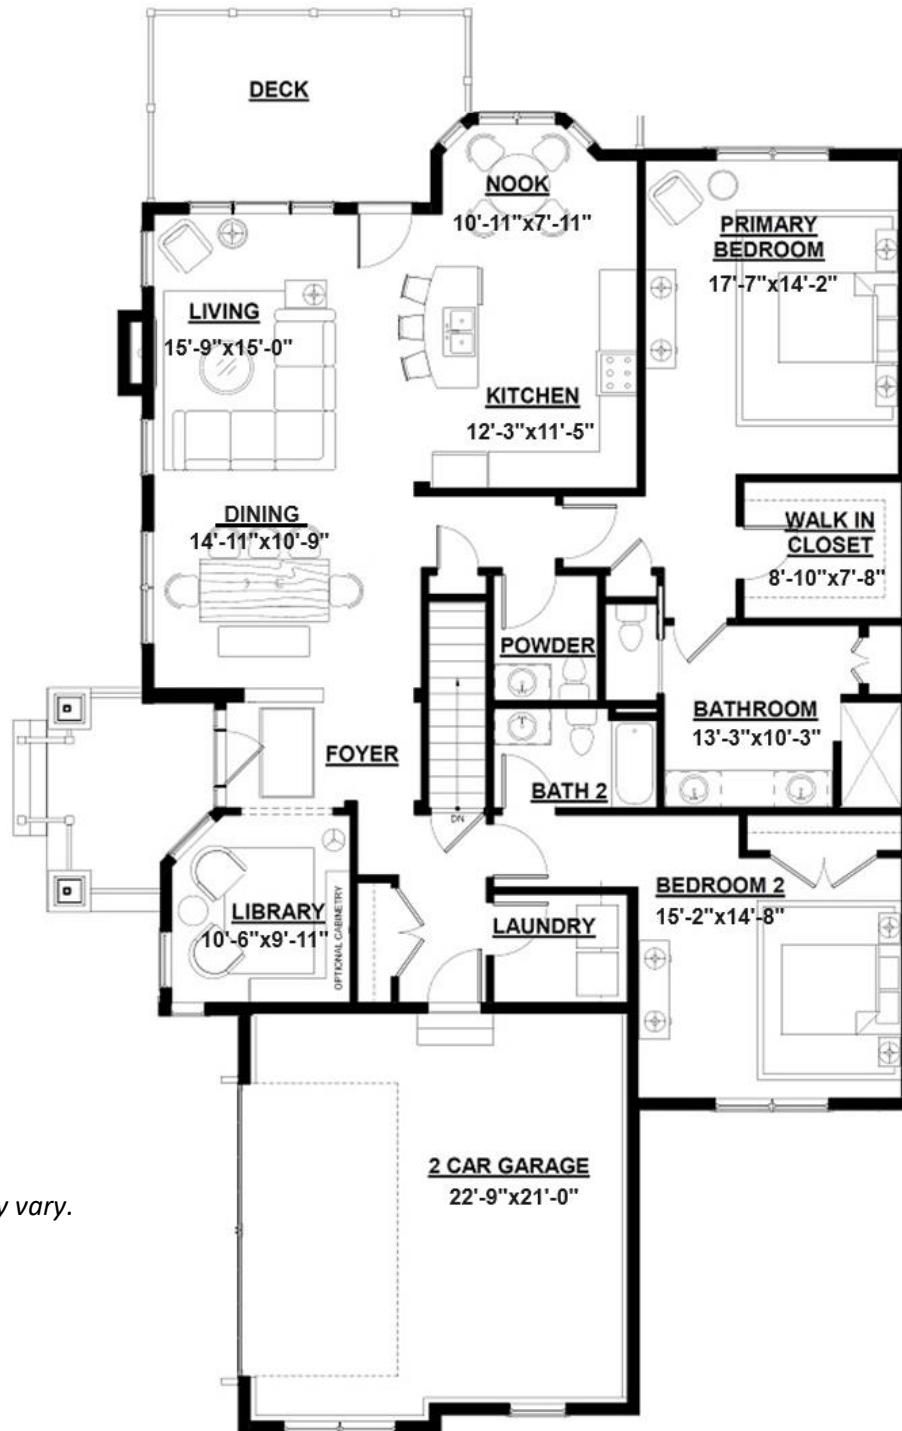 DECK
NOOK
10'-11"x7'-11"
PRIMARY
BEDROOM
17'-7"x14'-2"
LIVING
15'-9"x15'-0"
KITCHEN
12'-3"x11'-5"
DINING
14'-11"x10'-9"
WALK IN
CLOSET
8'-10"x7'-8"
POWDER
BATHROOM
13'-3"x10'-3"
FOYER
BATH 2
DN
BEDROOM 2
15'-2"x14'-8"
LIBRARY
10'-6"x9'-11"
OPTIONAL CABINETRY
LAUNDRY
2 CAR GARAGE
22'-9"x21'-0"
y vary.